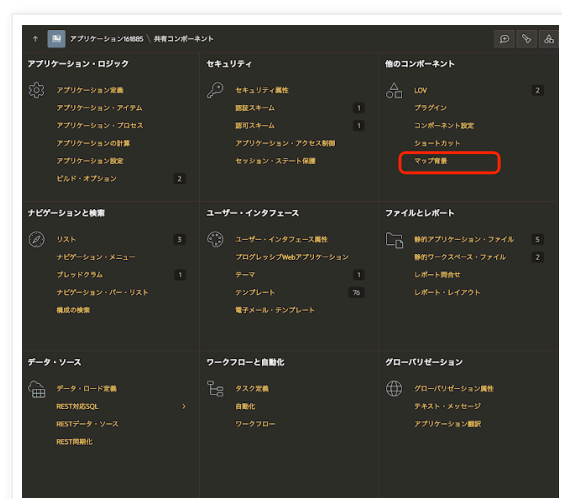 アプリケーション161885 \ 共有コンポーネント
アプリケーション・ロジック
アプリケーション定義
アプリケーション・アイテム
アプリケーション・プロセス
アプリケーションの計算
アプリケーション設定
ビルド・オプション 2
セキュリティ
セキュリティ属性
認証スキーム 1
認可スキーム 1
アプリケーション・アクセス制御
セッション・ステート保護
他のコンポーネント
LOV 2
プラグイン
コンポーネント設定
ショートカット
マップ背景
ナビゲーションと検索
リスト 3
ナビゲーション・メニュー
ブレッドクラム 1
ナビゲーション・バー・リスト
構成の検索
ユーザー・インタフェース
ユーザー・インタフェース属性
プログレッシブWebアプリケーション
テーマ 1
テンプレート 76
電子メール・テンプレート
ファイルとレポート
静的アプリケーション・ファイル 5
静的ワークスペース・ファイル 2
レポート問合せ
レポート・レイアウト
データ・ソース
データ・ロード定義
REST対応SQL >
RESTデータ・ソース
REST同期化
ワークフローと自動化
タスク定義
自動化
ワークフロー
グローバリゼーション
グローバリゼーション属性
テキスト・メッセージ
アプリケーション翻訳